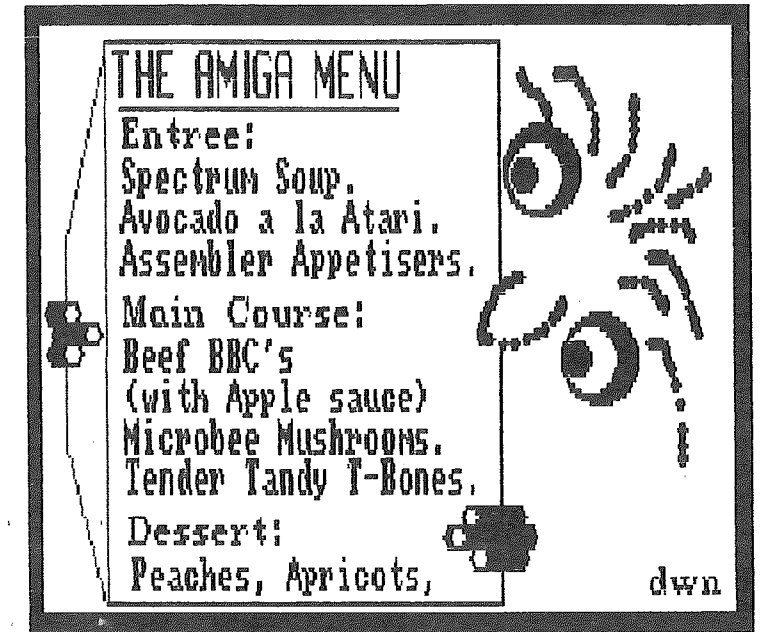 THE AMIGA MENU
Entree:
Spectrum Soup.
Avocado a la Atari.
Assembler Appetisers.
Main Course:
Beef BBC's
(with Apple sauce)
Microbee Mushrooms.
Tender Tandy T-Bones.
Dessert:
Peaches, Apricots,
dwn